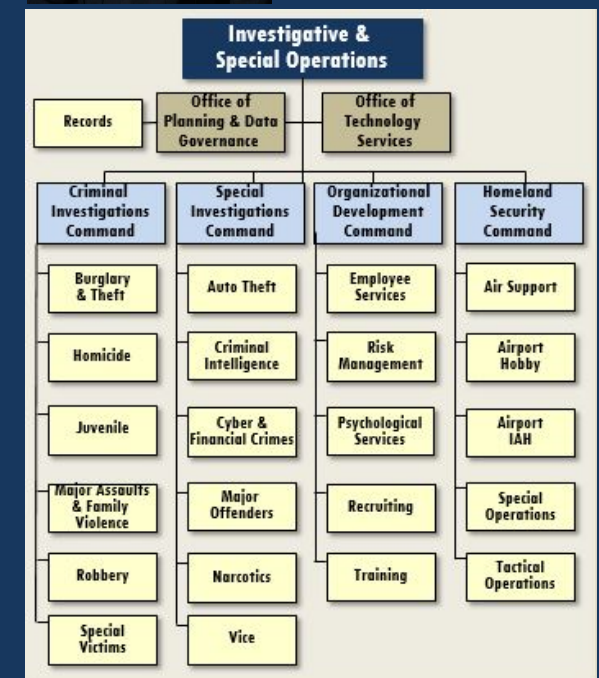 Investigative &
Special Operations
Records
Office of
Planning & Data
Governance
Office of
Technology
Services
Criminal
Investigations
Command
Burglary
& Theft
Homicide
Juvenile
Major Assaults
& Family
Violence
Robbery
Special
Victims
Special
Investigations
Command
Auto Theft
Criminal
Intelligence
Cyber &
Financial Crimes
Major
Offenders
Narcotics
Vice
Organizational
Development
Command
Employee
Services
Risk
Management
Psychological
Services
Recruiting
Training
Homeland
Security
Command
Air Support
Airport
Hobby
Airport
IAH
Special
Operations
Tactical
Operations